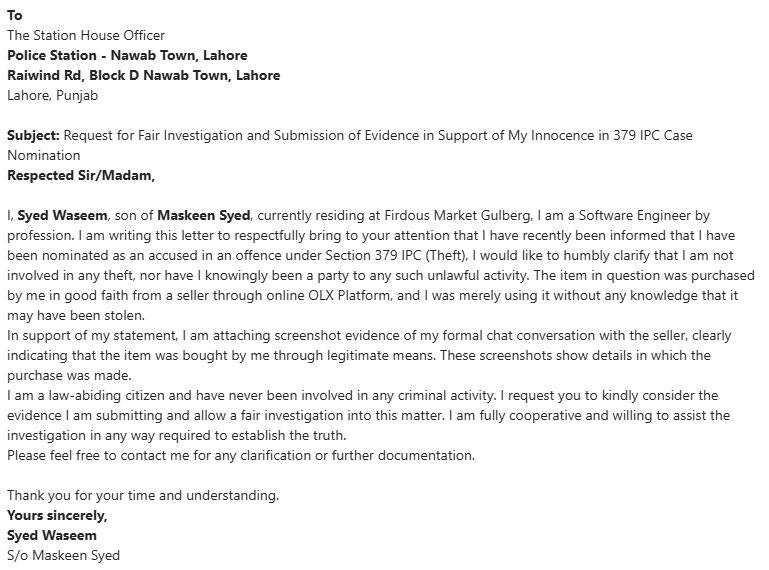 To
The Station House Officer
Police Station - Nawab Town, Lahore
Raiwind Rd, Block D Nawab Town, Lahore
Lahore, Punjab
Subject: Request for Fair Investigation and Submission of Evidence in Support of My Innocence in 379 IPC Case
Nomination
Respected Sir/Madam,
I, Syed Waseem, son of Maskeen Syed, currently residing at Firdous Market Gulberg, I am a Software Engineer by
profession. I am writing this letter to respectfully bring to your attention that I have recently been informed that I have
been nominated as an accused in an offence under Section 379 IPC (Theft), I would like to humbly clarify that I am not
involved in any theft, nor have I knowingly been a party to any such unlawful activity. The item in question was purchased
by me in good faith from a seller through online OLX Platform, and I was merely using it without any knowledge that it
may have been stolen.
In support of my statement, I am attaching screenshot evidence of my formal chat conversation with the seller, clearly
indicating that the item was bought by me through legitimate means. These screenshots show details in which the
purchase was made.
I am a law-abiding citizen and have never been involved in any criminal activity. I request you to kindly consider the
evidence I am submitting and allow a fair investigation into this matter. I am fully cooperative and willing to assist the
investigation in any way required to establish the truth.
Please feel free to contact me for any clarification or further documentation.
Thank you for your time and understanding.
Yours sincerely,
Syed Waseem
S/o Maskeen Syed